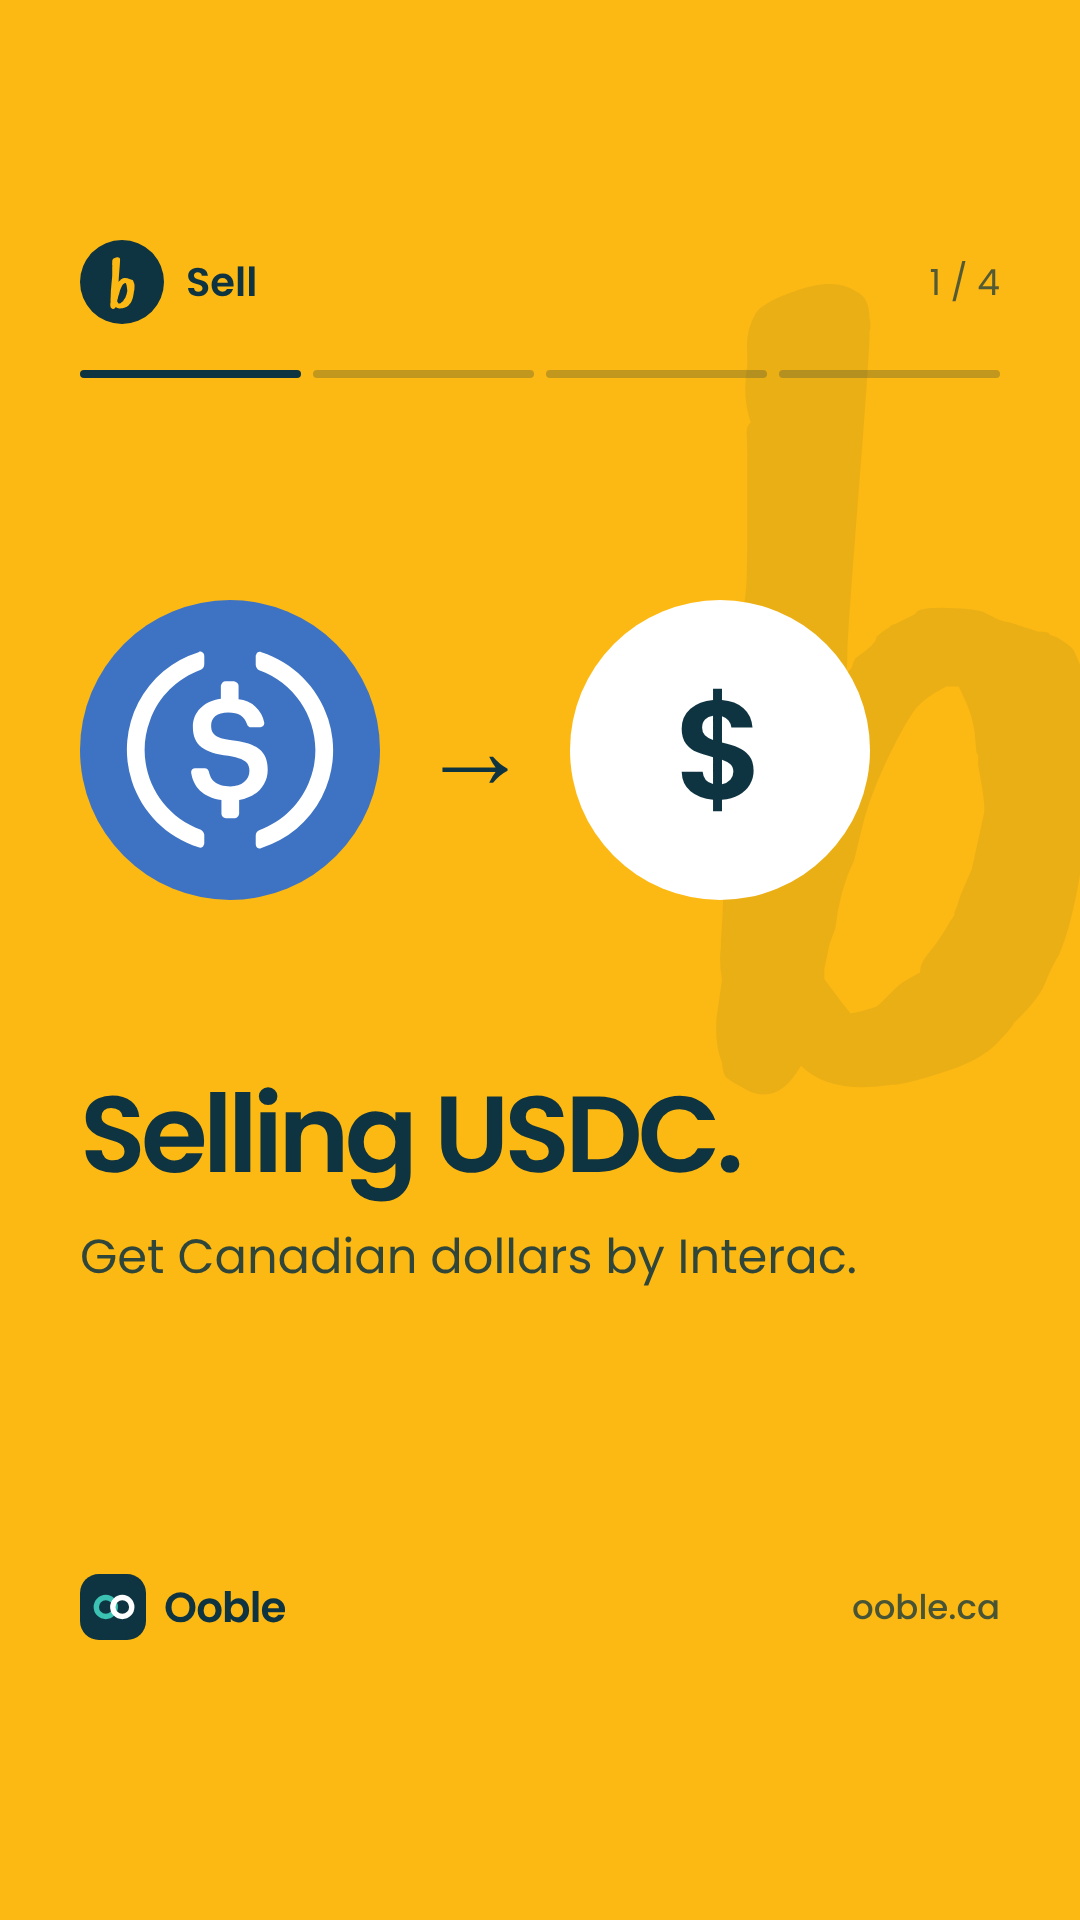 b Sell
1 / 4
$ → $
Selling USDC.
Get Canadian dollars by Interac.
Ooble
ooble.ca